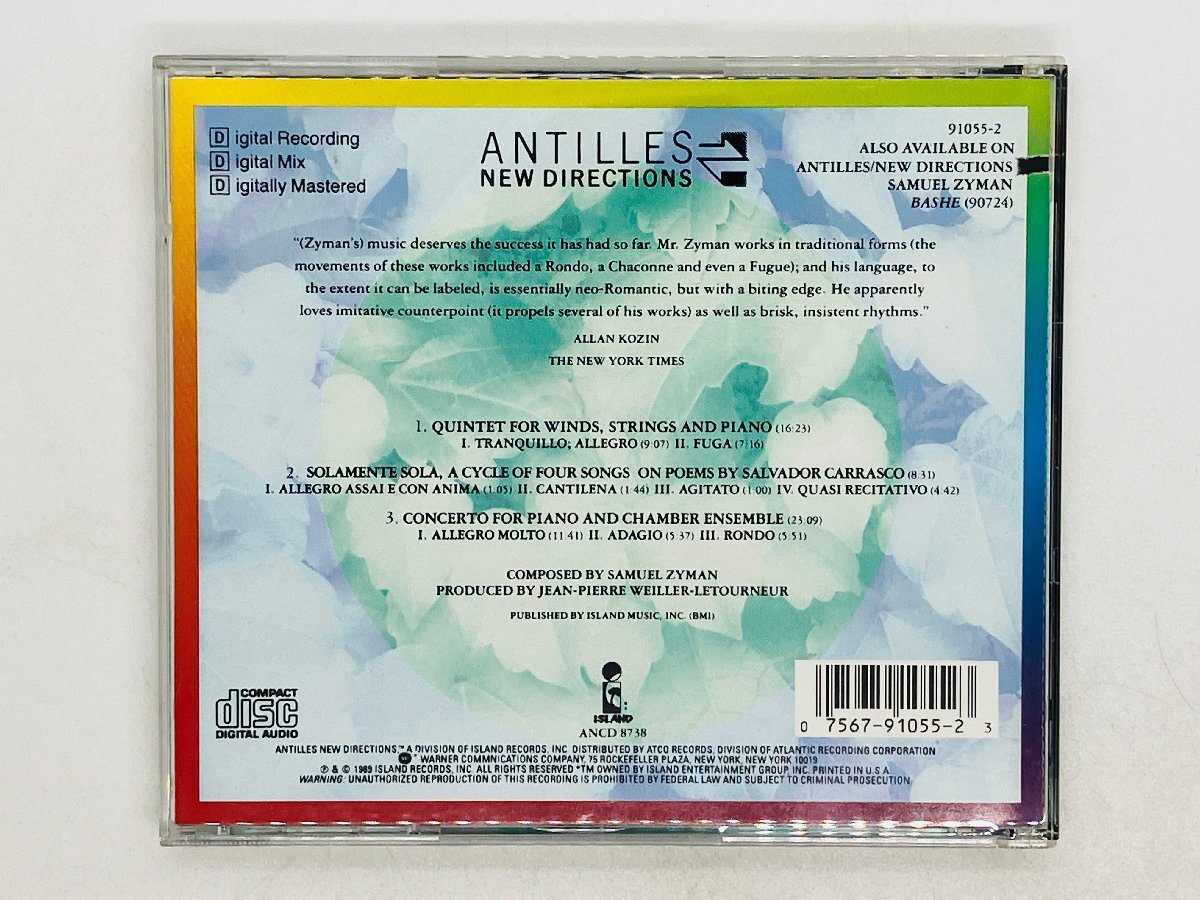 Digital Recording
Digital Mix
Digitally Mastered
ANTILLES
NEW DIRECTIONS
91055-2
ALSO AVAILABLE ON
ANTILLES/NEW DIRECTIONS
SAMUEL ZYMAN
BASHE (90724)
"(Zyman's) music deserves the success it has had so far. Mr. Zyman works in traditional forms (the
movements of these works included a Rondo, a Chaconne and even a Fugue); and his language, to
the extent it can be labeled, is essentially neo-Romantic, but with a biting edge. He apparently
loves imitative counterpoint (it propels several of his works) as well as brisk, insistent rhythms."
ALLAN KOZIN
THE NEW YORK TIMES
1. QUINTET FOR WINDS, STRINGS AND PIANO (16:23)
I. TRANQUILLO; ALLEGRO (9:07) II. FUGA (7:16)
2. SOLAMENTE SOLA, A CYCLE OF FOUR SONGS ON POEMS BY SALVADOR CARRASCO (8:31)
I. ALLEGRO ASSAI E CON ANIMA (1:05) II. CANTILENA (1:44) III. AGITATO (1:00) IV. QUASI RECITATIVO (4:42)
3. CONCERTO FOR PIANO AND CHAMBER ENSEMBLE (23:09)
I. ALLEGRO MOLTO (11:41) II. ADAGIO (5:37) III. RONDO (5:51)
COMPOSED BY SAMUEL ZYMAN
PRODUCED BY JEAN-PIERRE WEILLER-LETOURNEUR
PUBLISHED BY ISLAND MUSIC, INC. (BMI)
COMPACT
disc
DIGITAL AUDIO
ISLAND
ANCD 8738
0 7567-91055-2 3
ANTILLES NEW DIRECTIONS,™ A DIVISION OF ISLAND RECORDS, INC. DISTRIBUTED BY ATCO RECORDS, DIVISION OF ATLANTIC RECORDING CORPORATION
WARNER COMMNICATIONS COMPANY, 75 ROCKEFELLER PLAZA, NEW YORK, NEW YORK 10019
℗ & © 1989 ISLAND RECORDS, INC. ALL RIGHTS RESERVED *TM OWNED BY ISLAND ENTERTAINMENT GROUP, INC. PRINTED IN U.S.A.
WARNING: UNAUTHORIZED REPRODUCTION OF THIS RECORDING IS PROHIBITED BY FEDERAL LAW AND SUBJECT TO CRIMINAL PROSECUTION.